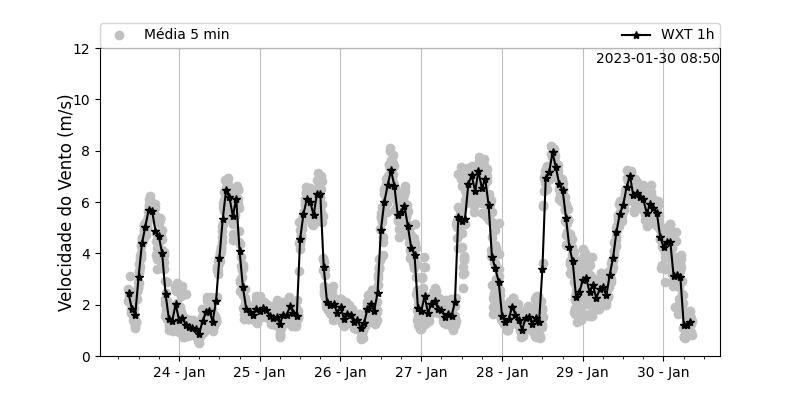 Média 5 min
WXT 1h
2023-01-30 08:50
Velocidade do Vento (m/s)
12
10
8
6
4
2
0
24 - Jan
25 - Jan
26 - Jan
27 - Jan
28 - Jan
29 - Jan
30 - Jan